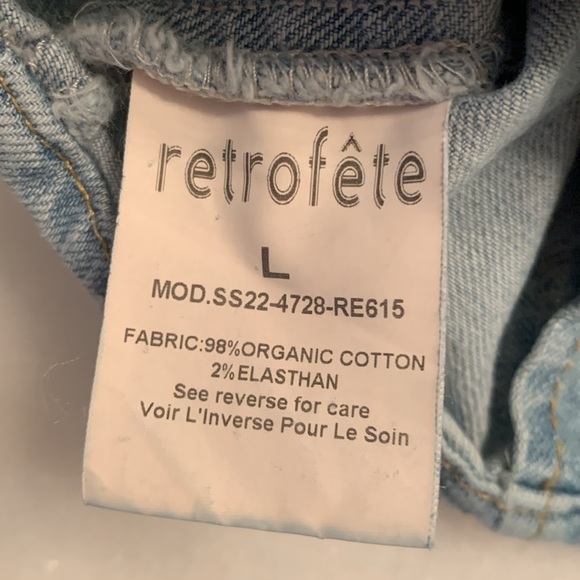 retrofête
L
MOD.SS22-4728-RE615
FABRIC:98%ORGANIC COTTON
2%ELASTHAN
See reverse for care
Voir L'Inverse Pour Le Soin